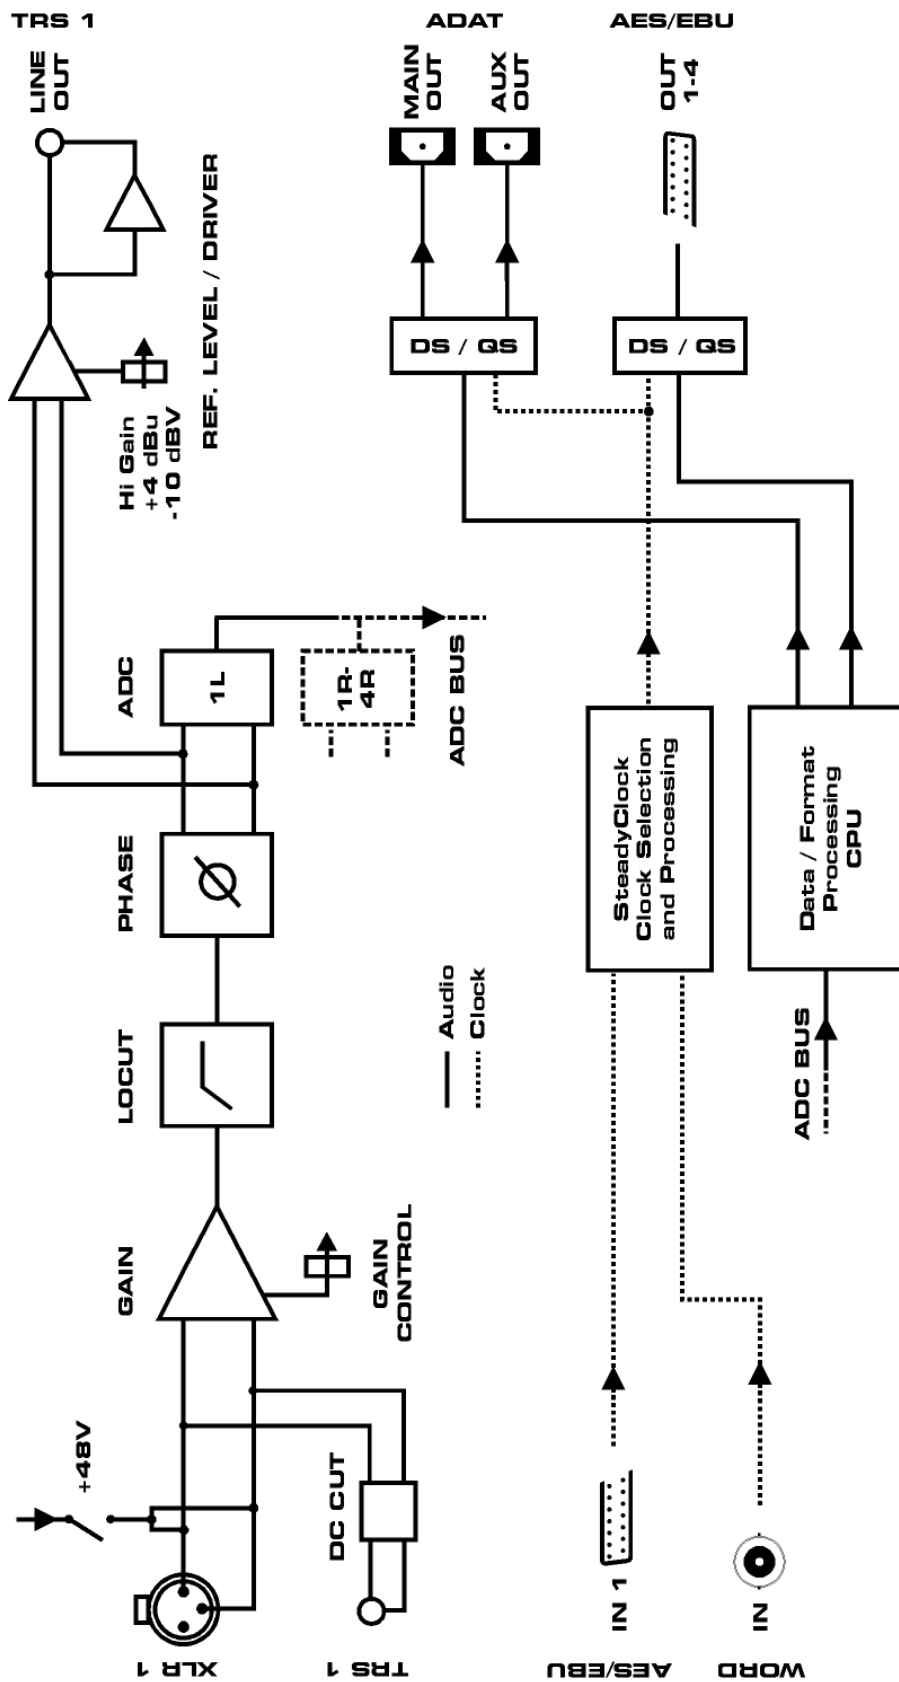 TRS 1
ADAT
AES/EBU
LINE
OUT
MAIN
OUT
AUX
OUT
OUT
1-4
REF. LEVEL / DRIVER
DS / QS
DS / QS
Hi Gain
+4 dBu
-10 dBV
ADC
1L
1R-
4R
ADC BUS
PHASE
SteadyClock
Clock Selection
and Processing
Data / Format
Processing
CPU
LOCUT
Audio
Clock
ADC BUS
GAIN
GAIN
CONTROL
+48V
DC CUT
IN 1
IN
XLR 1
TRS 1
AES/EBU
WORD